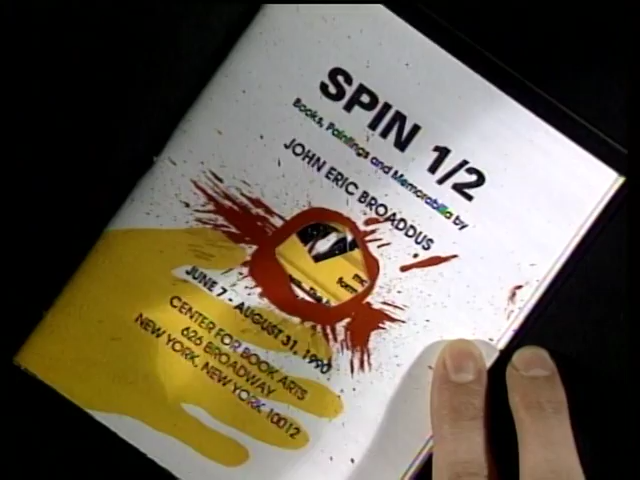 SPIN 1/2
Books, Paintings and Memorabilia by
JOHN ERIC BROADDUS
JUNE 7 - AUGUST 31, 1990
CENTER FOR BOOK ARTS
626 BROADWAY
NEW YORK, NEW YORK 10012